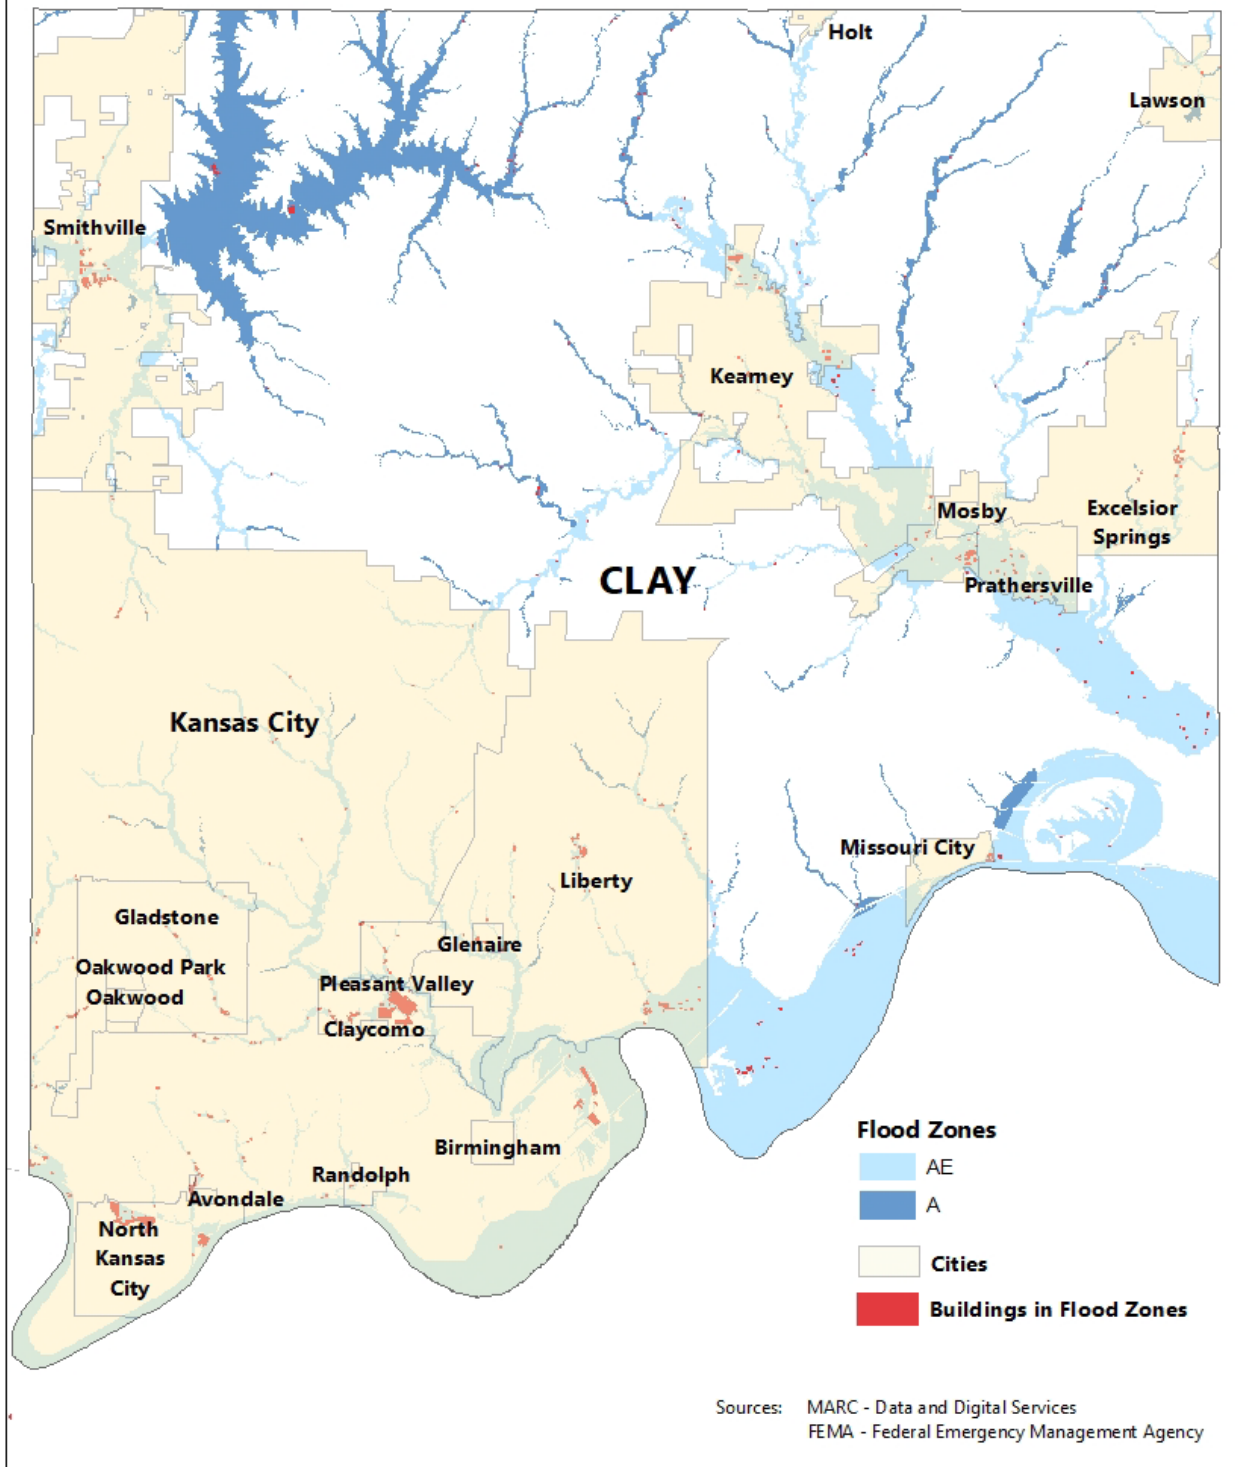 Holt
Lawson
Smithville
Kearney
Mosby
Excelsior
Springs
CLAY
Prathersville
Kansas City
Missouri City
Liberty
Gladstone
Glenaire
Oakwood Park
Pleasant Valley
Oakwood
Claycomo
Birmingham
Randolph
Avondale
North
Kansas
City
Flood Zones
AE
A
Cities
Buildings in Flood Zones
Sources: MARC - Data and Digital Services
FEMA - Federal Emergency Management Agency